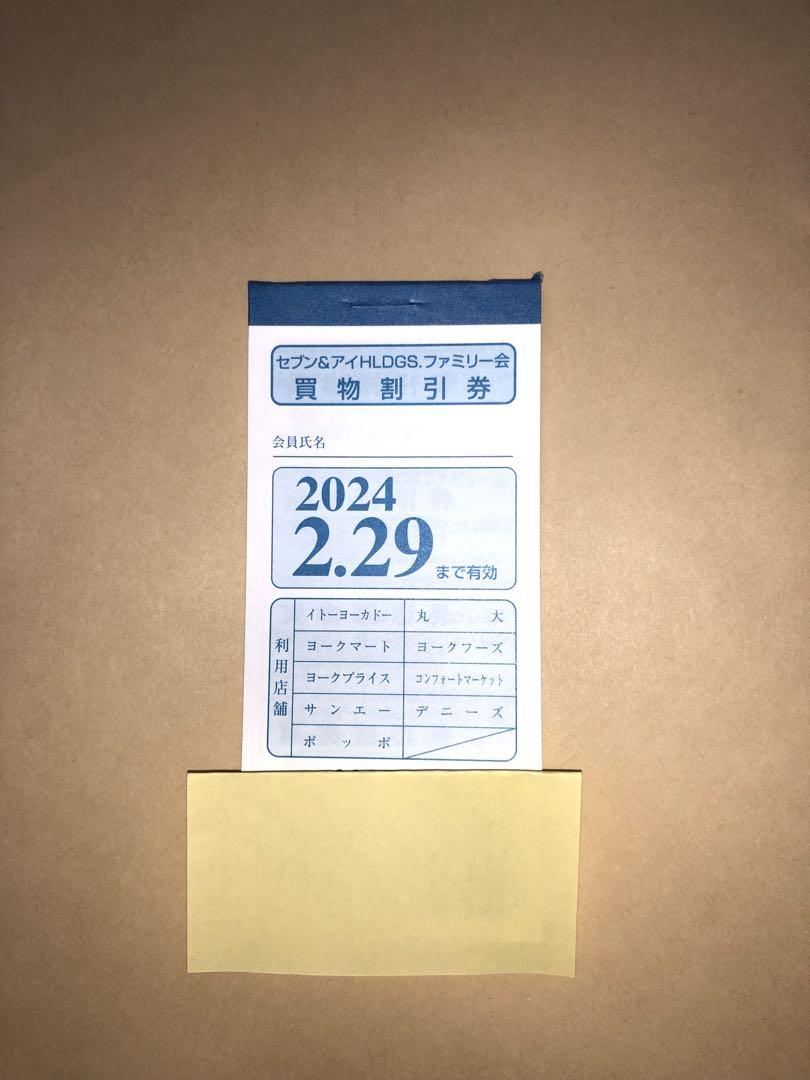 セブン&アイHLDGS.ファミリー会
買物割引券
会員氏名
2024
2.29まで有効
利用店舗
イトーヨーカドー 丸大
ヨークマート ヨークフーズ
ヨークプライス コンフォートマーケット
サンエー デニーズ
ポッポ